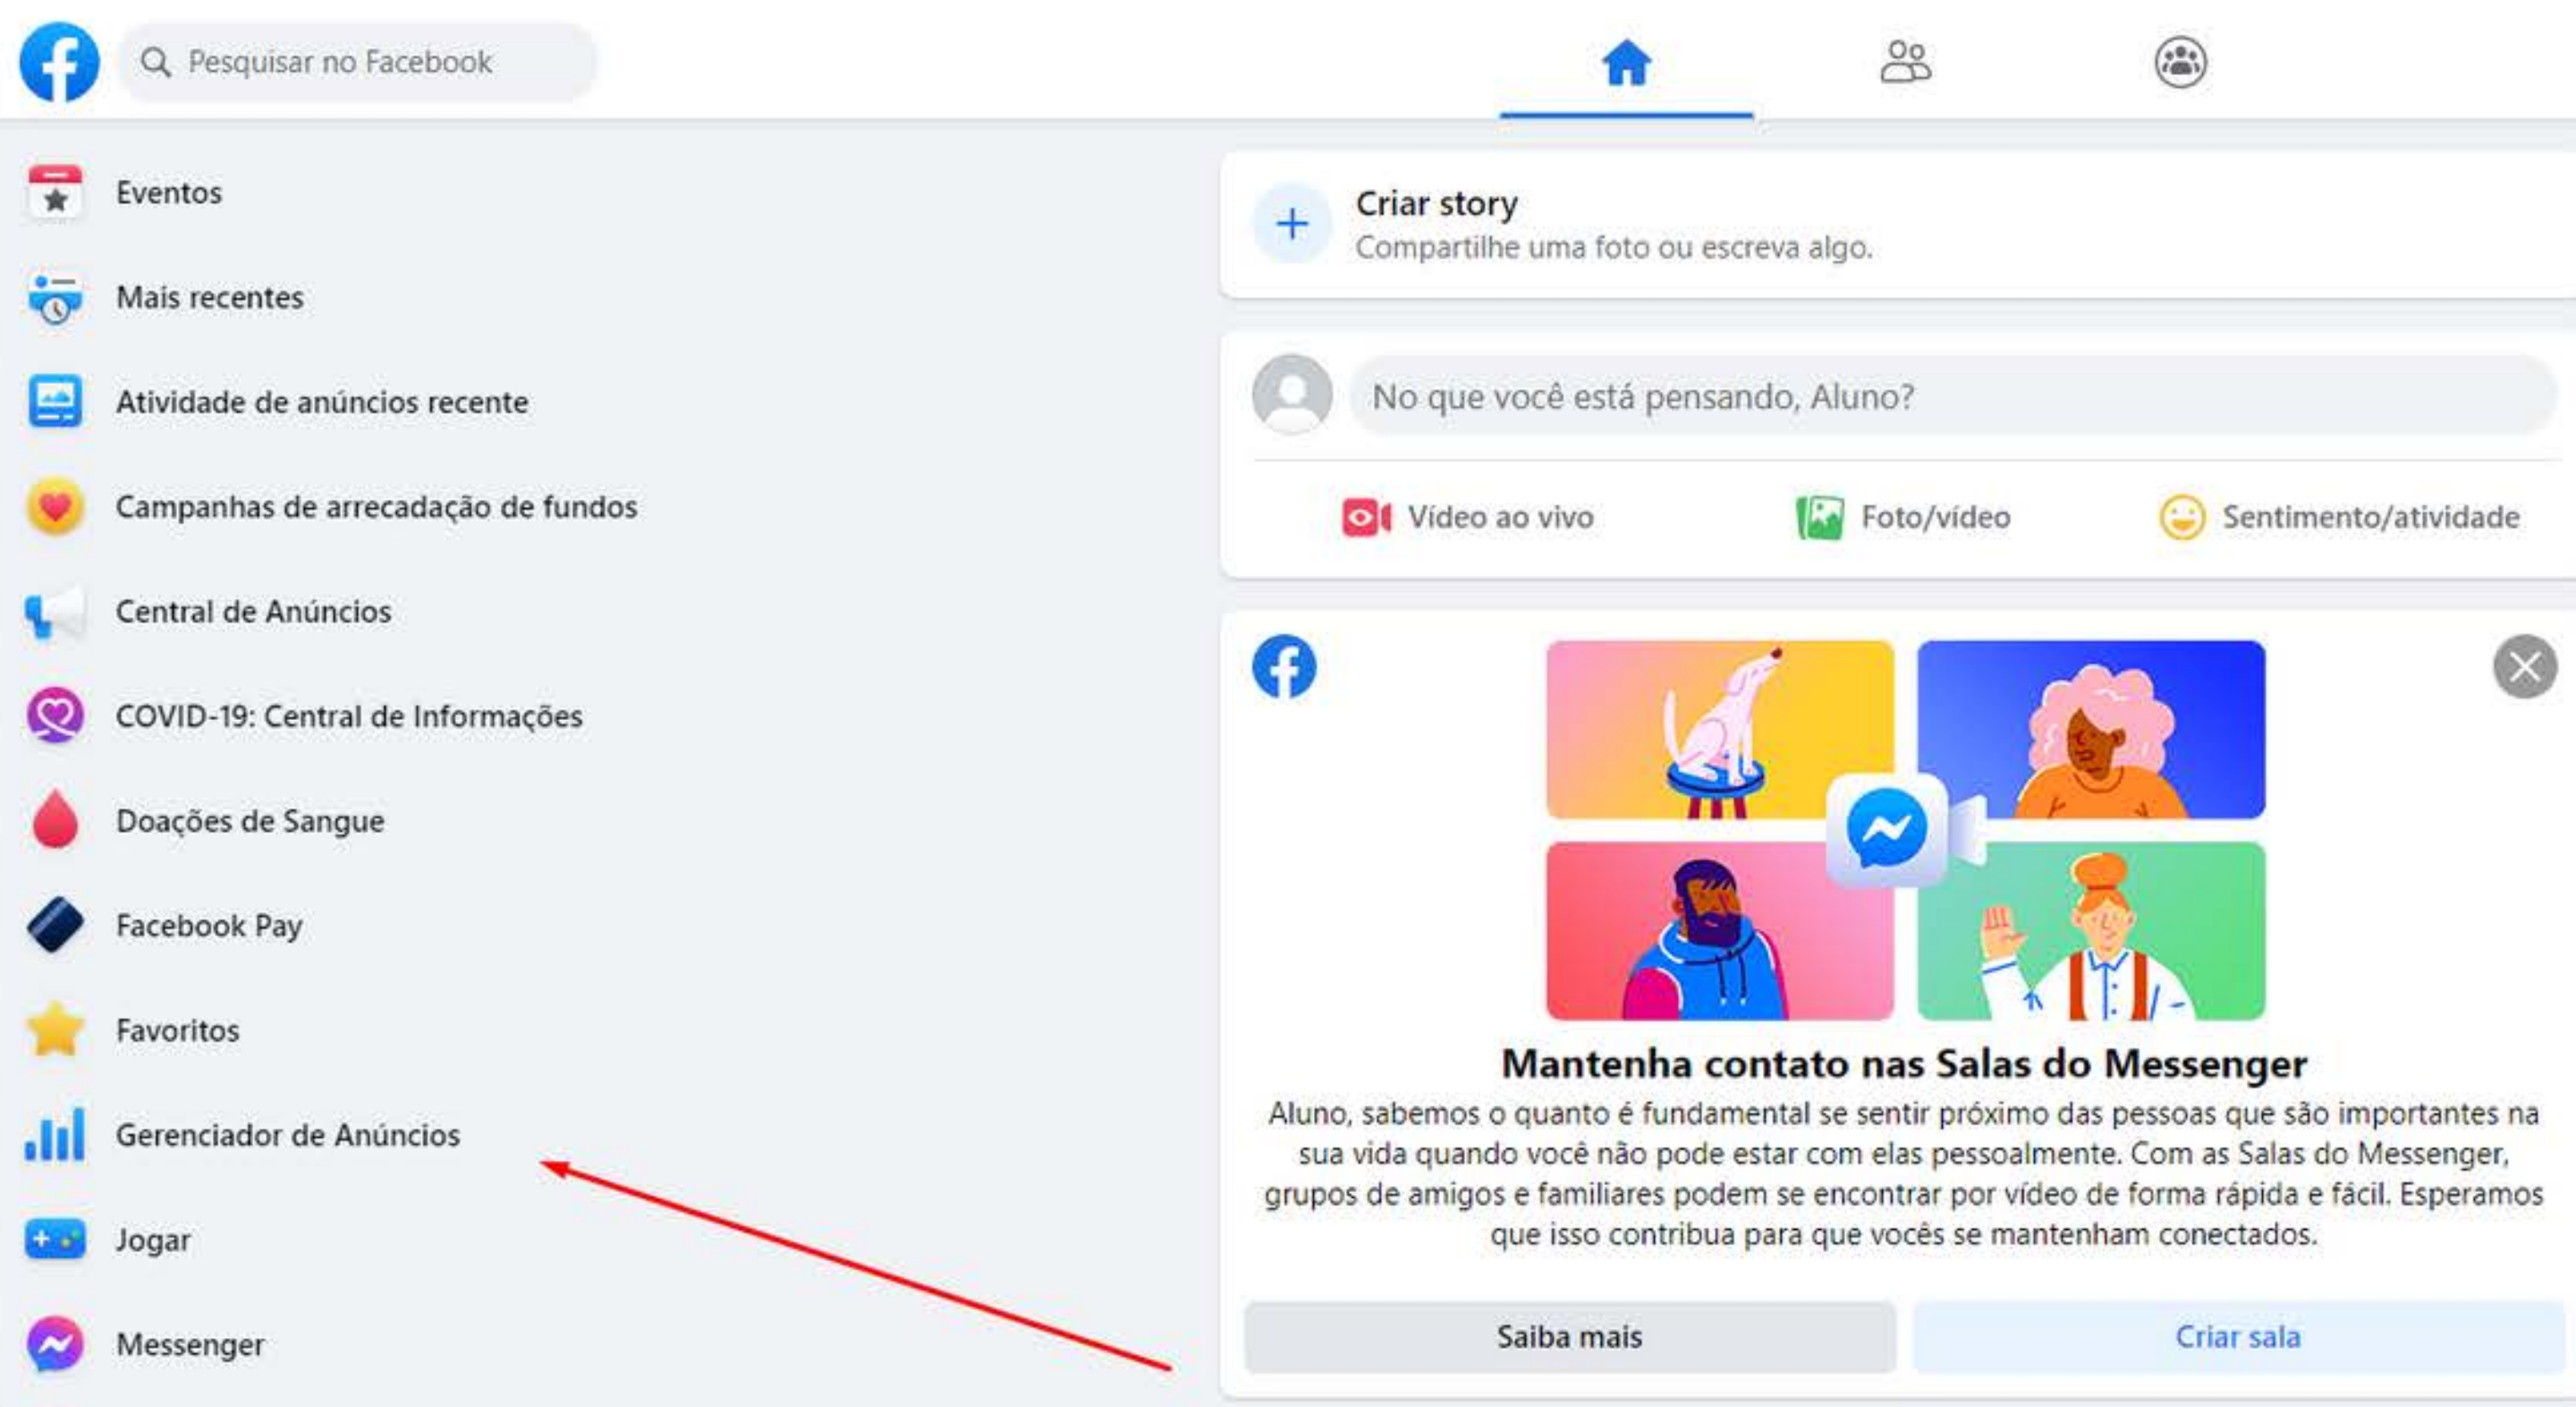 Pesquisar no Facebook
Eventos
Mais recentes
Atividade de anúncios recente
Campanhas de arrecadação de fundos
Central de Anúncios
COVID-19: Central de Informações
Doações de Sangue
Facebook Pay
Favoritos
Gerenciador de Anúncios
Jogar
Messenger
Criar story
Compartilhe uma foto ou escreva algo.
No que você está pensando, Aluno?
Vídeo ao vivo
Foto/vídeo
Sentimento/atividade
Mantenha contato nas Salas do Messenger
Aluno, sabemos o quanto é fundamental se sentir próximo das pessoas que são importantes na
sua vida quando você não pode estar com elas pessoalmente. Com as Salas do Messenger,
grupos de amigos e familiares podem se encontrar por vídeo de forma rápida e fácil. Esperamos
que isso contribua para que vocês se mantenham conectados.
Saiba mais
Criar sala